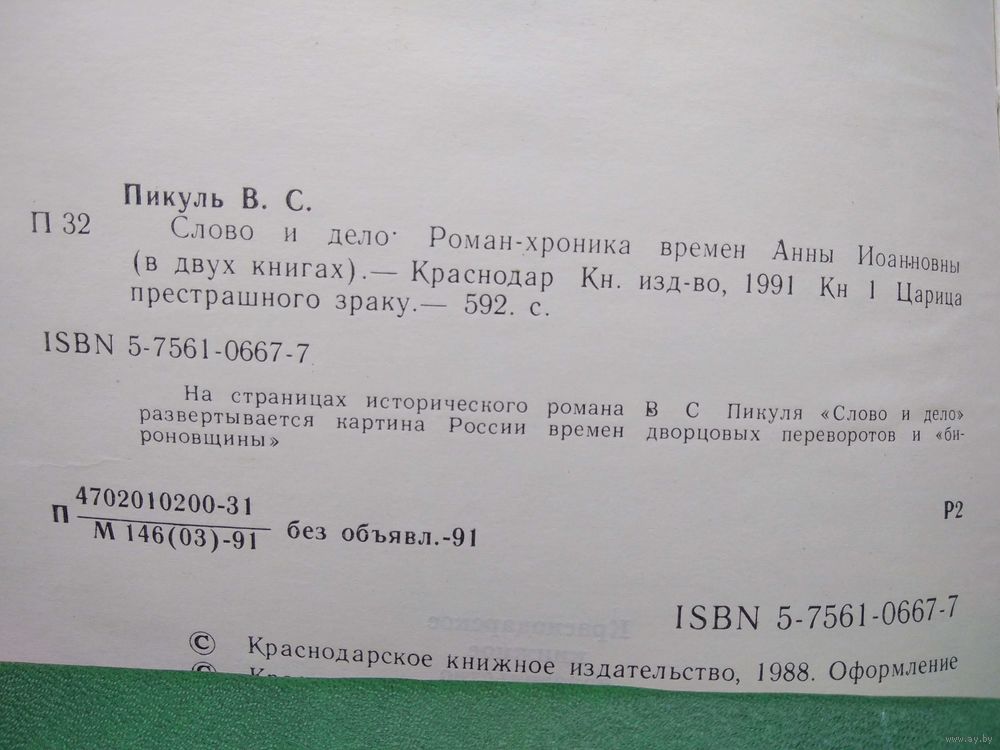 Пикуль В. С.
П 32
Слово и дело· Роман-хроника времен Анны Иоанновны
(в двух книгах).— Краснодар Кн. изд-во, 1991 Кн 1 Царица
престрашного зраку.— 592. с.
ISBN 5-7561-0667-7
На страницах исторического романа В С Пикуля «Слово и дело»
развертывается картина России времен дворцовых переворотов и «би-
роновщины»
П 4702010200-31
М 146(03)-91
без объявл.-91
Р2
ISBN 5-7561-0667-7
© Краснодарское книжное издательство, 1988. Оформление
©
www.ay.by